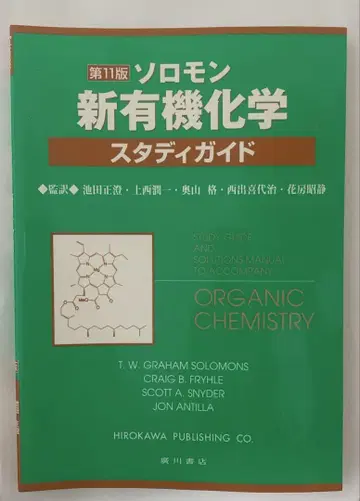 第11版 ソロモン
新有機化学
スタディガイド
◆監訳◆ 池田正澄・上西潤一・奥山 格・西出喜代治・花房昭静
STUDY GUIDE
AND
SOLUTIONS MANUAL
TO ACCOMPANY
ORGANIC
CHEMISTRY
T. W. GRAHAM SOLOMONS
CRAIG B. FRYHLE
SCOTT A. SNYDER
JON ANTILLA
HIROKAWA PUBLISHING CO.
廣川書店